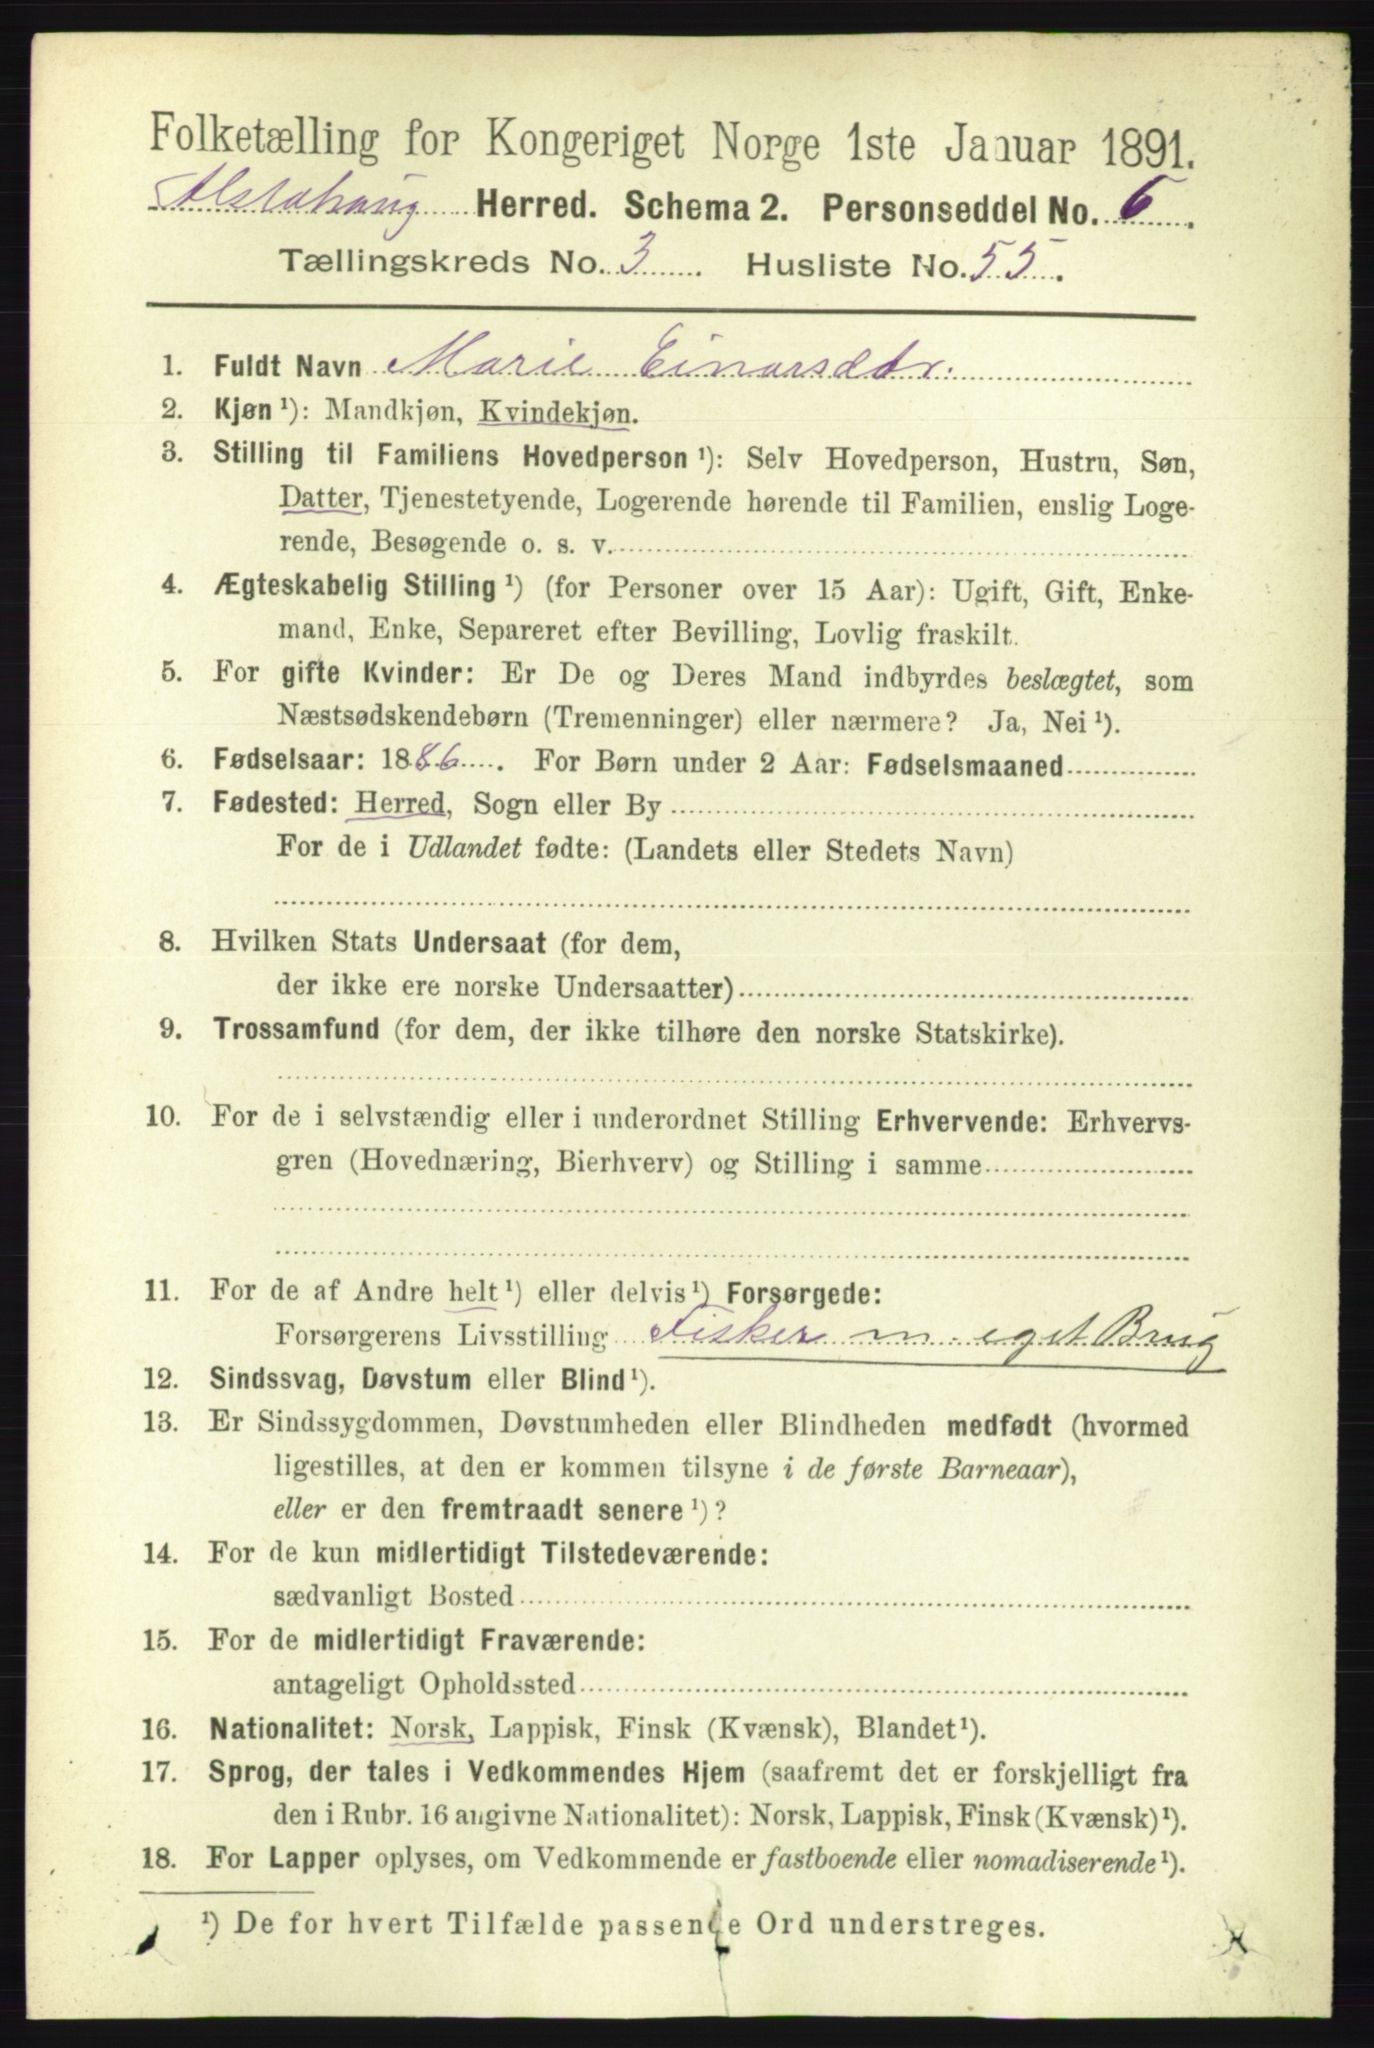 Folketælling for Kongeriget Norge 1ste Januar 1891.
Alstahaug Herred. Schema 2. Personseddel No. 6.
Tællingskreds No. 3. Husliste No. 55.
1. Fuldt Navn Marie Einarsdtr.
2. Kjøn ¹): Mandkjøn, Kvindekjøn.
3. Stilling til Familiens Hovedperson ¹): Selv Hovedperson, Hustru, Søn,
Datter, Tjenestetyende, Logerende hørende til Familien, enslig Loge-
rende, Besøgende o. s. v.
4. Ægteskabelig Stilling ¹) (for Personer over 15 Aar): Ugift, Gift, Enke-
mand, Enke, Separeret efter Bevilling, Lovlig fraskilt.
5. For gifte Kvinder: Er De og Deres Mand indbyrdes beslægtet, som
Næstsødskendebørn (Tremenninger) eller nærmere? Ja, Nei ¹).
6. Fødselsaar: 1886. For Børn under 2 Aar: Fødselsmaaned
7. Fødested: Herred, Sogn eller By
For de i Udlandet fødte: (Landets eller Stedets Navn)
8. Hvilken Stats Undersaat (for dem,
der ikke ere norske Undersaatter)
9. Trossamfund (for dem, der ikke tilhøre den norske Statskirke).
10. For de i selvstændig eller i underordnet Stilling Erhvervende: Erhvervs-
gren (Hovednæring, Bierhverv) og Stilling i samme
11. For de af Andre helt ¹) eller delvis ¹) Forsørgede:
Forsørgerens Livsstilling Fisker m. eget Brug
12. Sindssvag, Døvstum eller Blind ¹).
13. Er Sindssygdommen, Døvstumheden eller Blindheden medfødt (hvormed
ligestilles, at den er kommen tilsyne i de første Barneaar),
eller er den fremtraadt senere ¹)?
14. For de kun midlertidigt Tilstedeværende:
sædvanligt Bosted
15. For de midlertidigt Fraværende:
antageligt Opholdssted
16. Nationalitet: Norsk, Lappisk, Finsk (Kvænsk), Blandet ¹).
17. Sprog, der tales i Vedkommendes Hjem (saafremt det er forskjelligt fra
den i Rubr. 16 angivne Nationalitet): Norsk, Lappisk, Finsk (Kvænsk) ¹).
18. For Lapper oplyses, om Vedkommende er fastboende eller nomadiserende ¹).
¹) De for hvert Tilfælde passende Ord understreges.